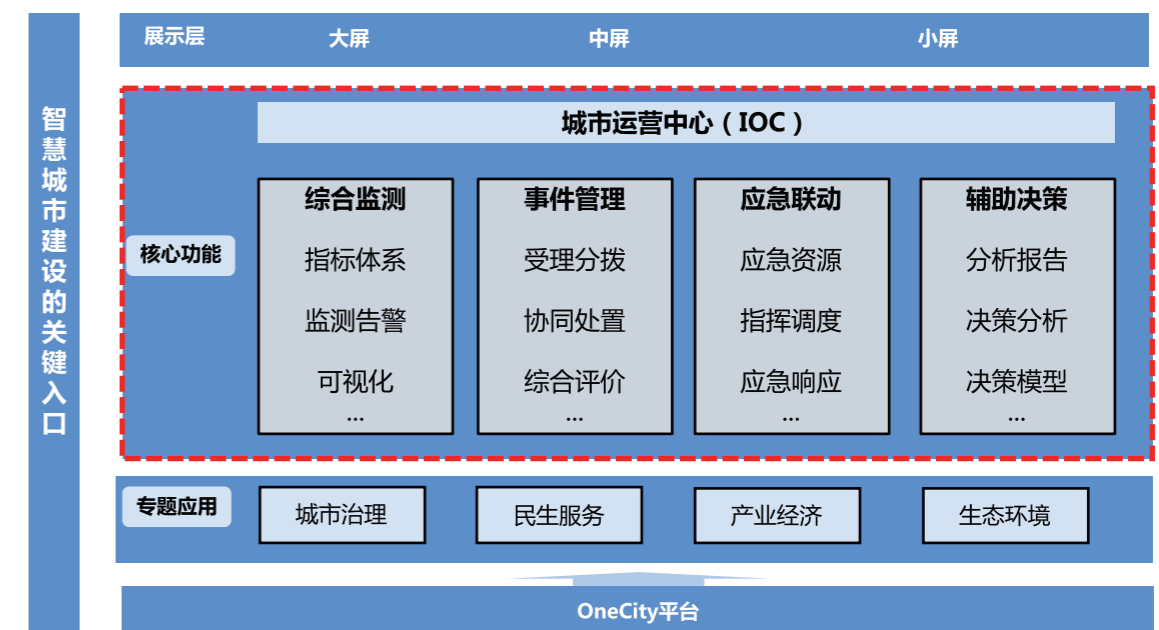 智慧城市建设的关键入口
展示层 大屏 中屏 小屏
城市运营中心（IOC）
核心功能
综合监测
指标体系
监测告警
可视化
...
事件管理
受理分拨
协同处置
综合评价
...
应急联动
应急资源
指挥调度
应急响应
...
辅助决策
分析报告
决策分析
决策模型
...
专题应用 城市治理 民生服务 产业经济 生态环境
OneCity平台